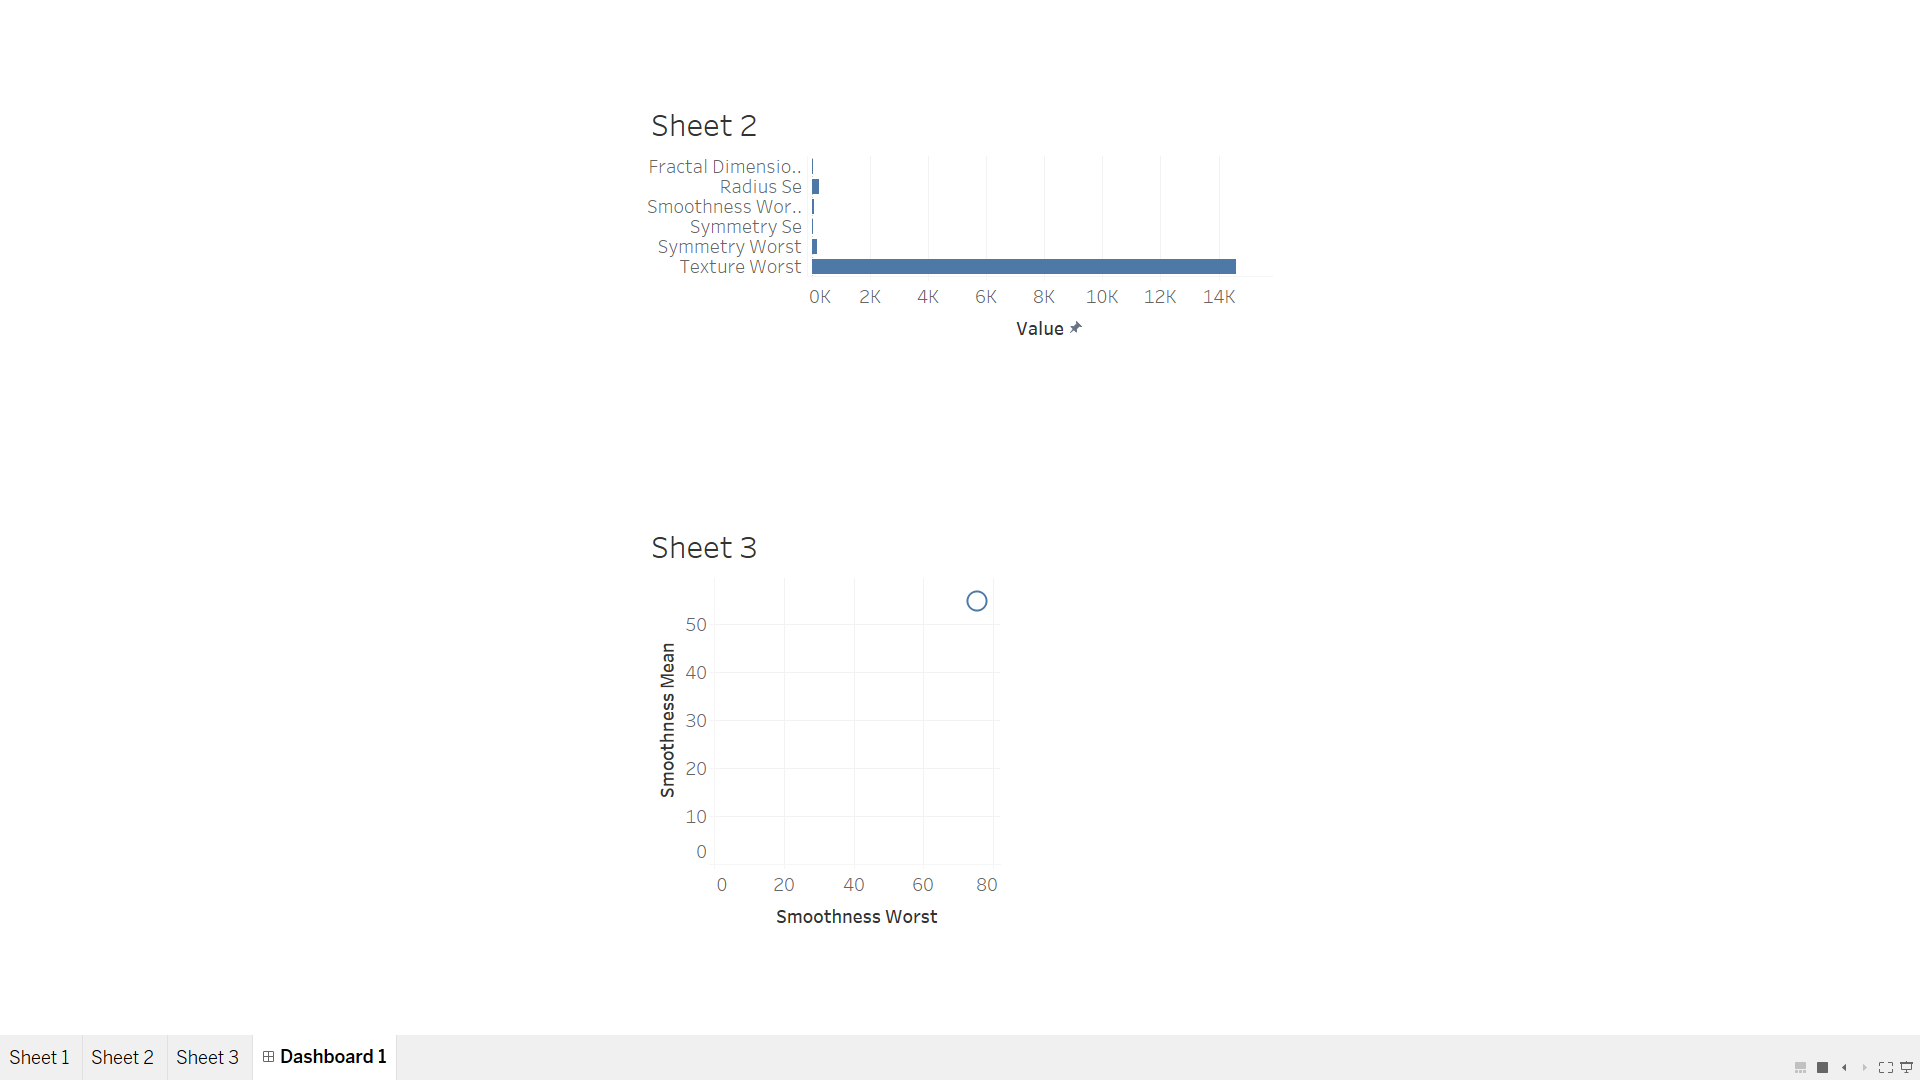 Sheet 2
Fractal Dimensio..
Radius Se
Smoothness Wor..
Symmetry Se
Symmetry Worst
Texture Worst
0K 2K 4K 6K 8K 10K 12K 14K
Value
Sheet 3
Smoothness Mean
50
40
30
20
10
0
0 20 40 60 80
Smoothness Worst
Sheet 1 Sheet 2 Sheet 3 Dashboard 1